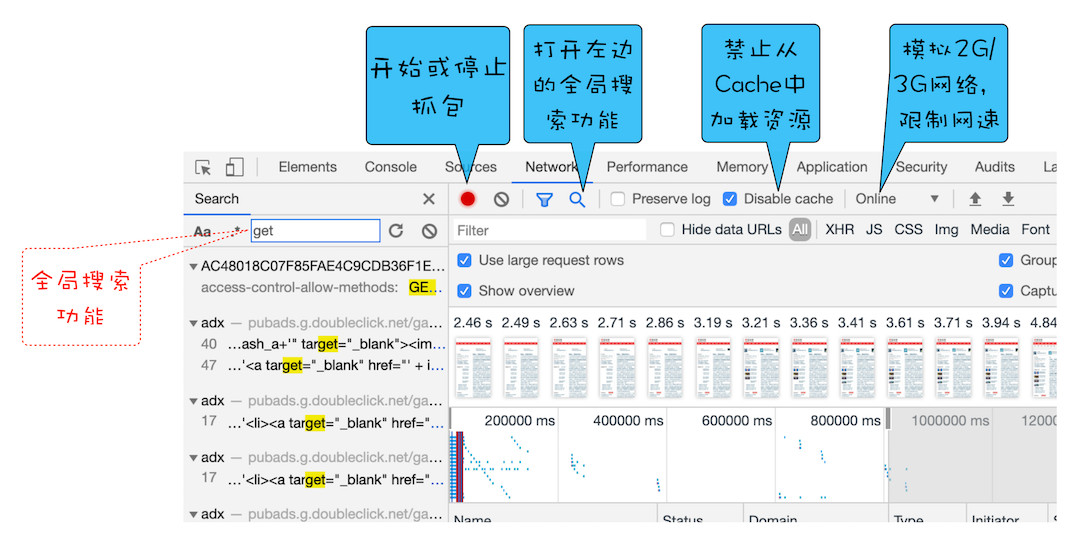 开始或停止
抓包
打开左边
的全局搜
索功能
禁止从
Cache中
加载资源
模拟2G/
3G网络，
限制网速
Elements Console Sources Network Performance Memory Application Security Audits
Search
Preserve log Disable cache Online
Aa .* get
Filter Hide data URLs All XHR JS CSS Img Media Font
全局搜索
功能
AC48018C07F85FAE4C9CDB36F1E…
access-control-allow-methods: GE…
Use large request rows Group
Show overview Captu
adx — pubads.g.doubleclick.net/ga…
40 …ash_a+'" target="_blank"><im…
47 …'<a target="_blank" href="' + i…
2.46 s 2.49 s 2.63 s 2.71 s 2.86 s 3.19 s 3.21 s 3.36 s 3.41 s 3.61 s 3.71 s 3.94 s 4.84
adx — pubads.g.doubleclick.net/ga…
17 …'<li><a target="_blank" href="…
200000 ms 400000 ms 600000 ms 800000 ms 1000000 ms 12000
adx — pubads.g.doubleclick.net/ga…
17 …'<li><a target="_blank" href="…
adx — pubads.g.doubleclick.net/ga…
Name Status Domain Type Initiator